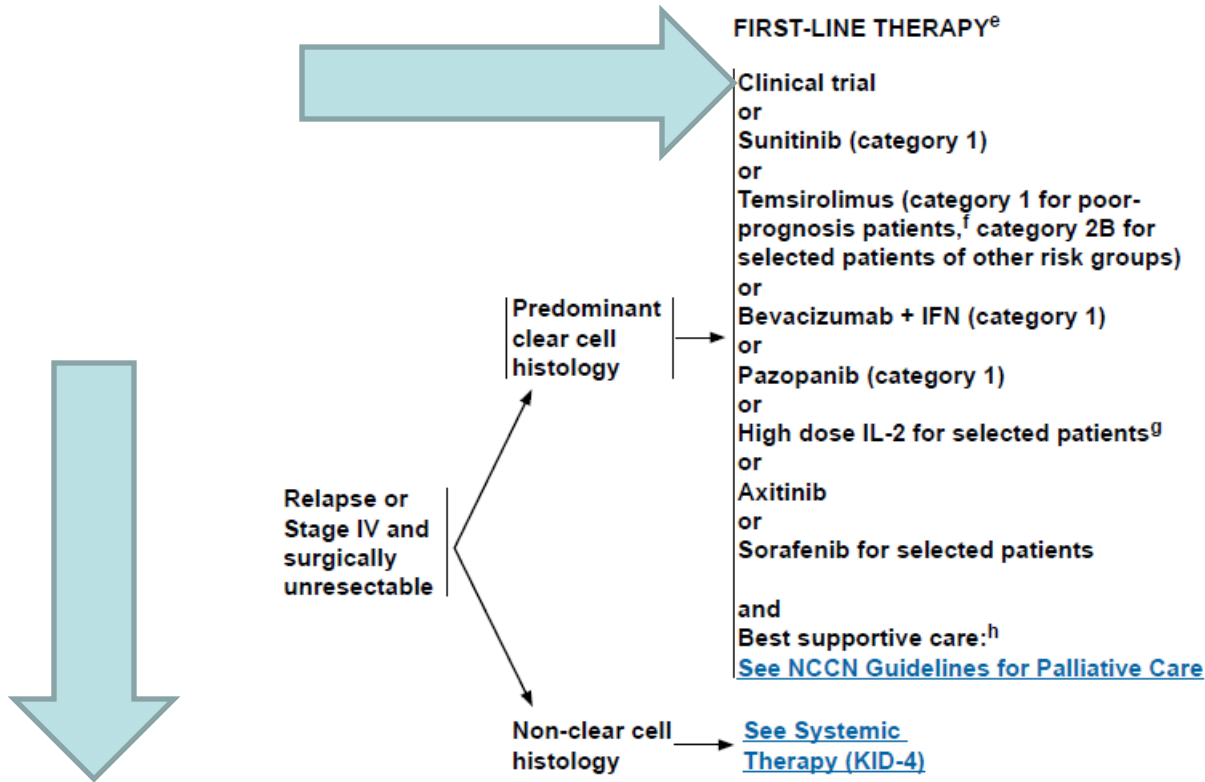 FIRST-LINE THERAPYᵉ
Clinical trial
or
Sunitinib (category 1)
or
Temsirolimus (category 1 for poor-
prognosis patients,ᶠ category 2B for
selected patients of other risk groups)
or
Bevacizumab + IFN (category 1)
or
Pazopanib (category 1)
or
High dose IL-2 for selected patientsᵍ
or
Axitinib
or
Sorafenib for selected patients
and
Best supportive care:ʰ
See NCCN Guidelines for Palliative Care
Predominant
clear cell
histology
Relapse or
Stage IV and
surgically
unresectable
Non-clear cell
histology
See Systemic
Therapy (KID-4)